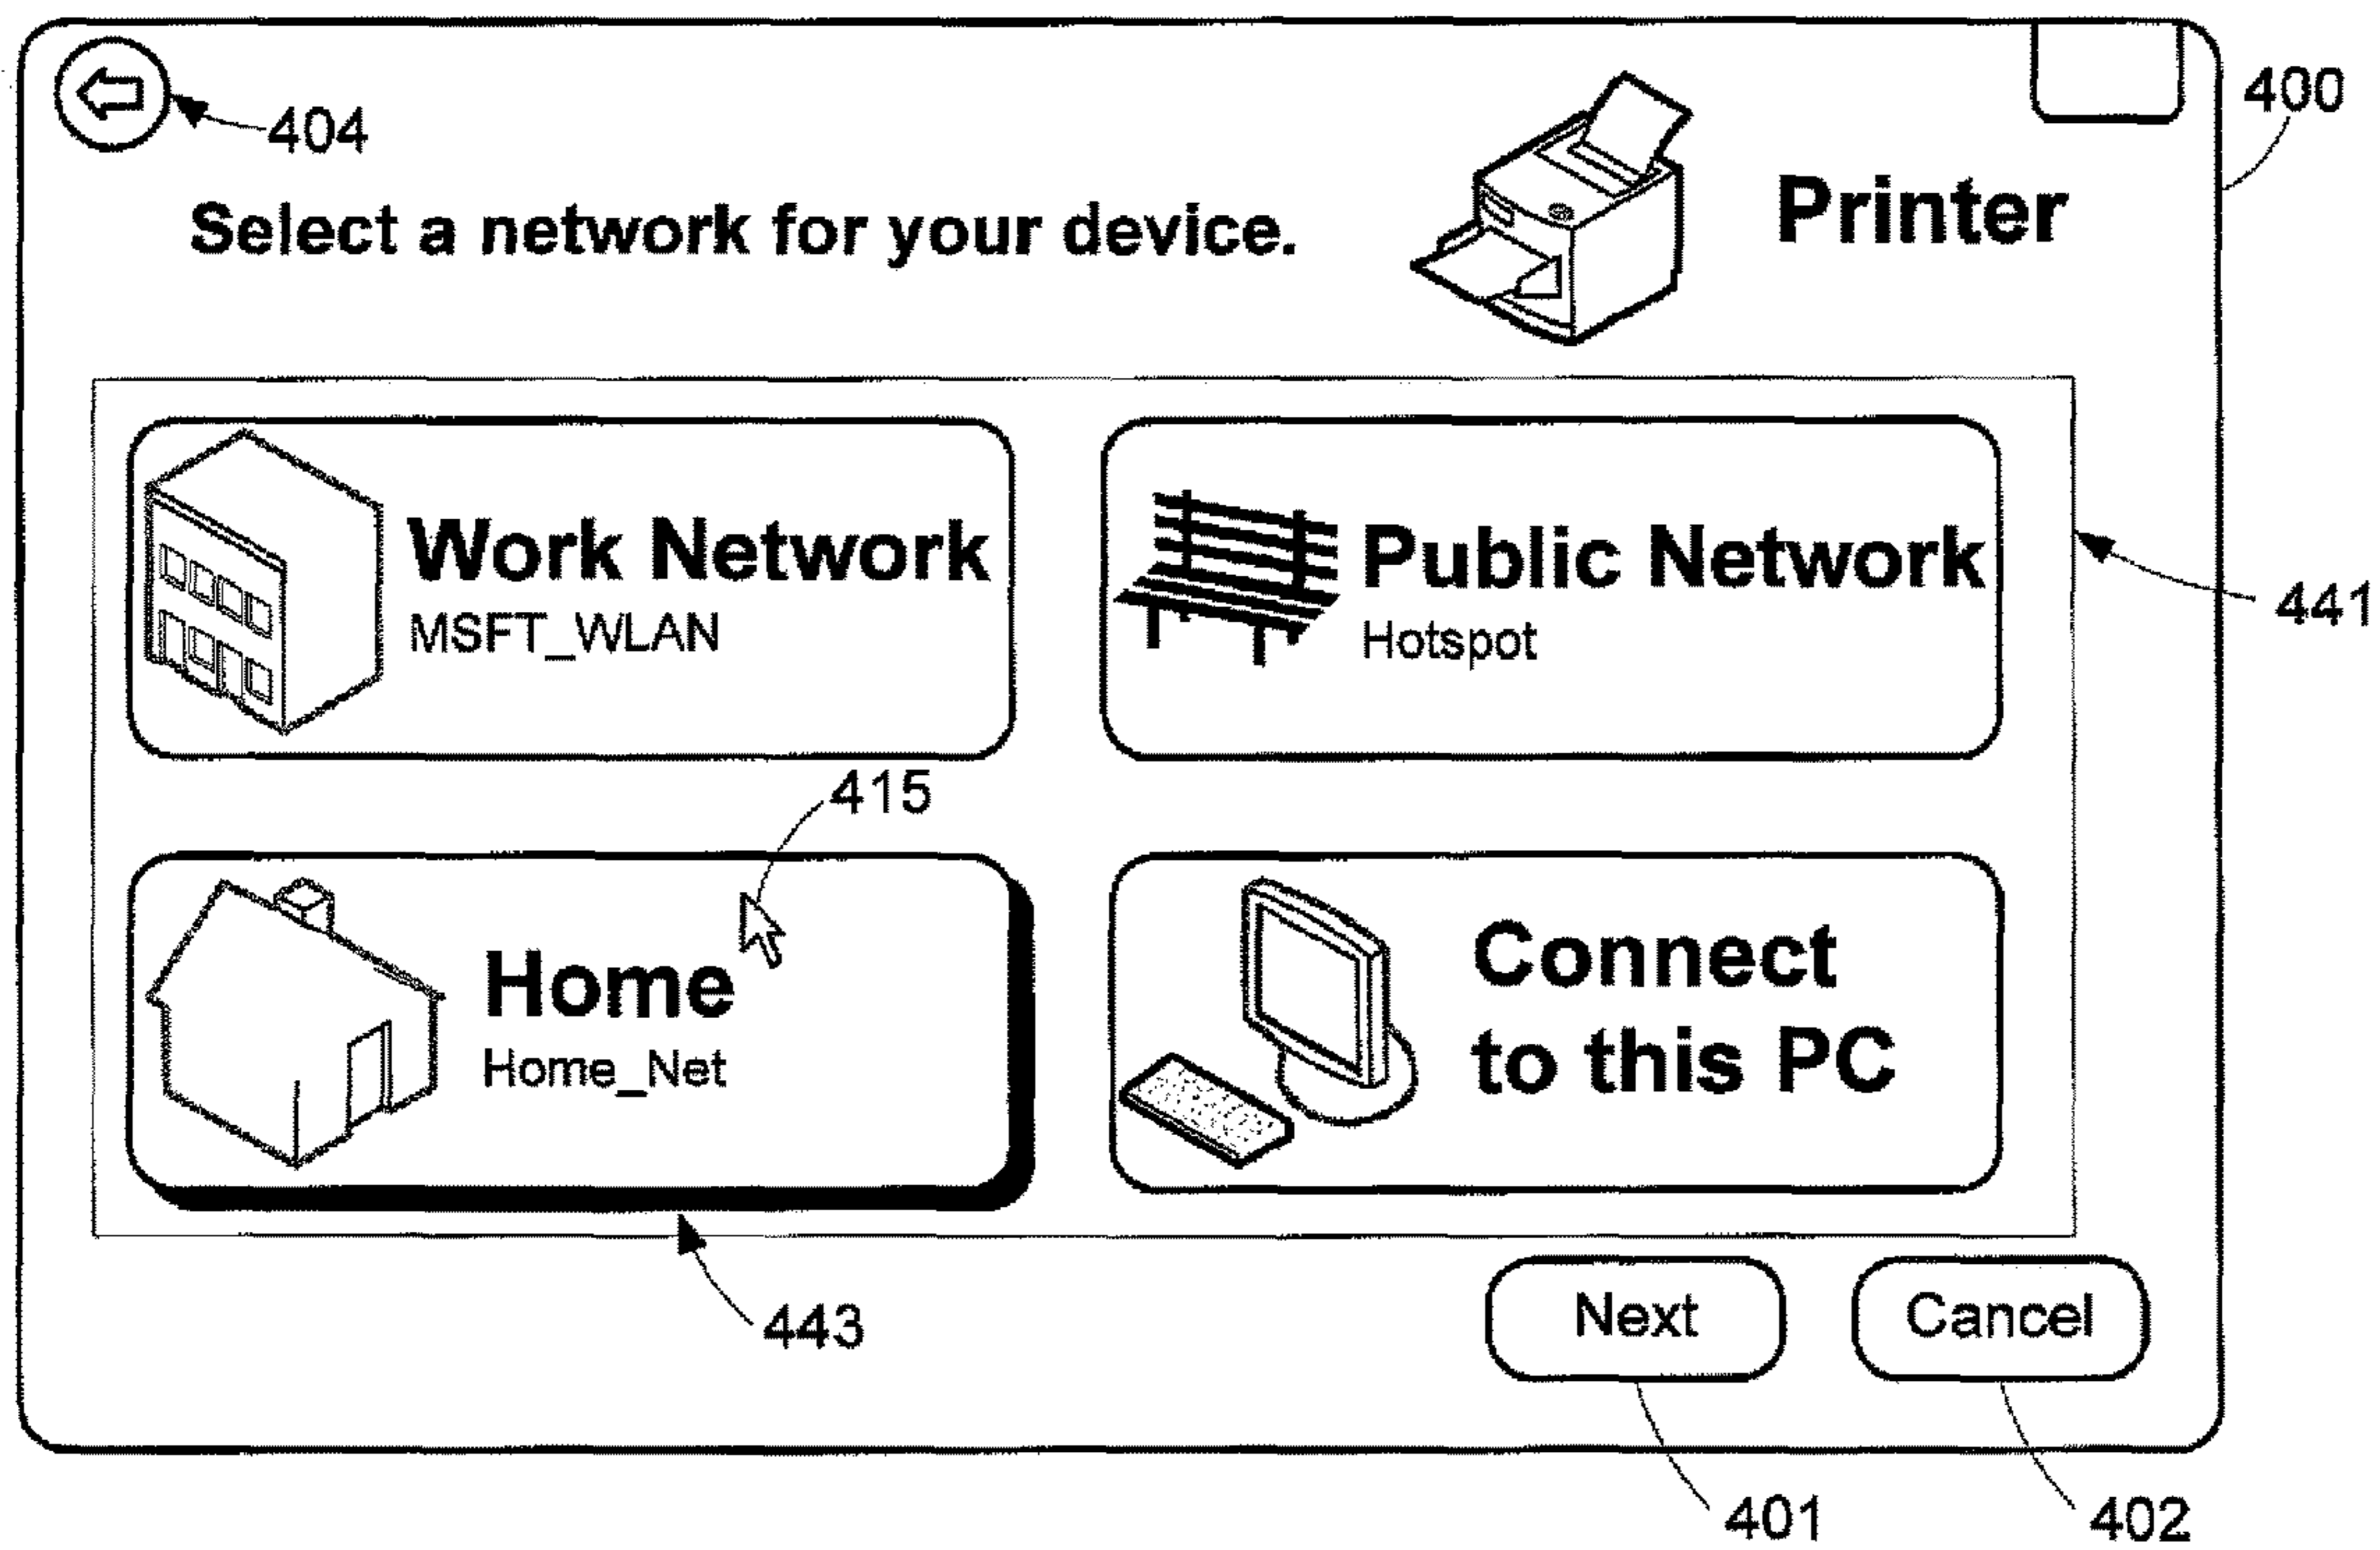 400
404
Printer
Select a network for your device.
Work Network
MSFT_WLAN
Public Network
Hotspot
441
415
Home
Home_Net
Connect
to this PC
443
Next
Cancel
401
402